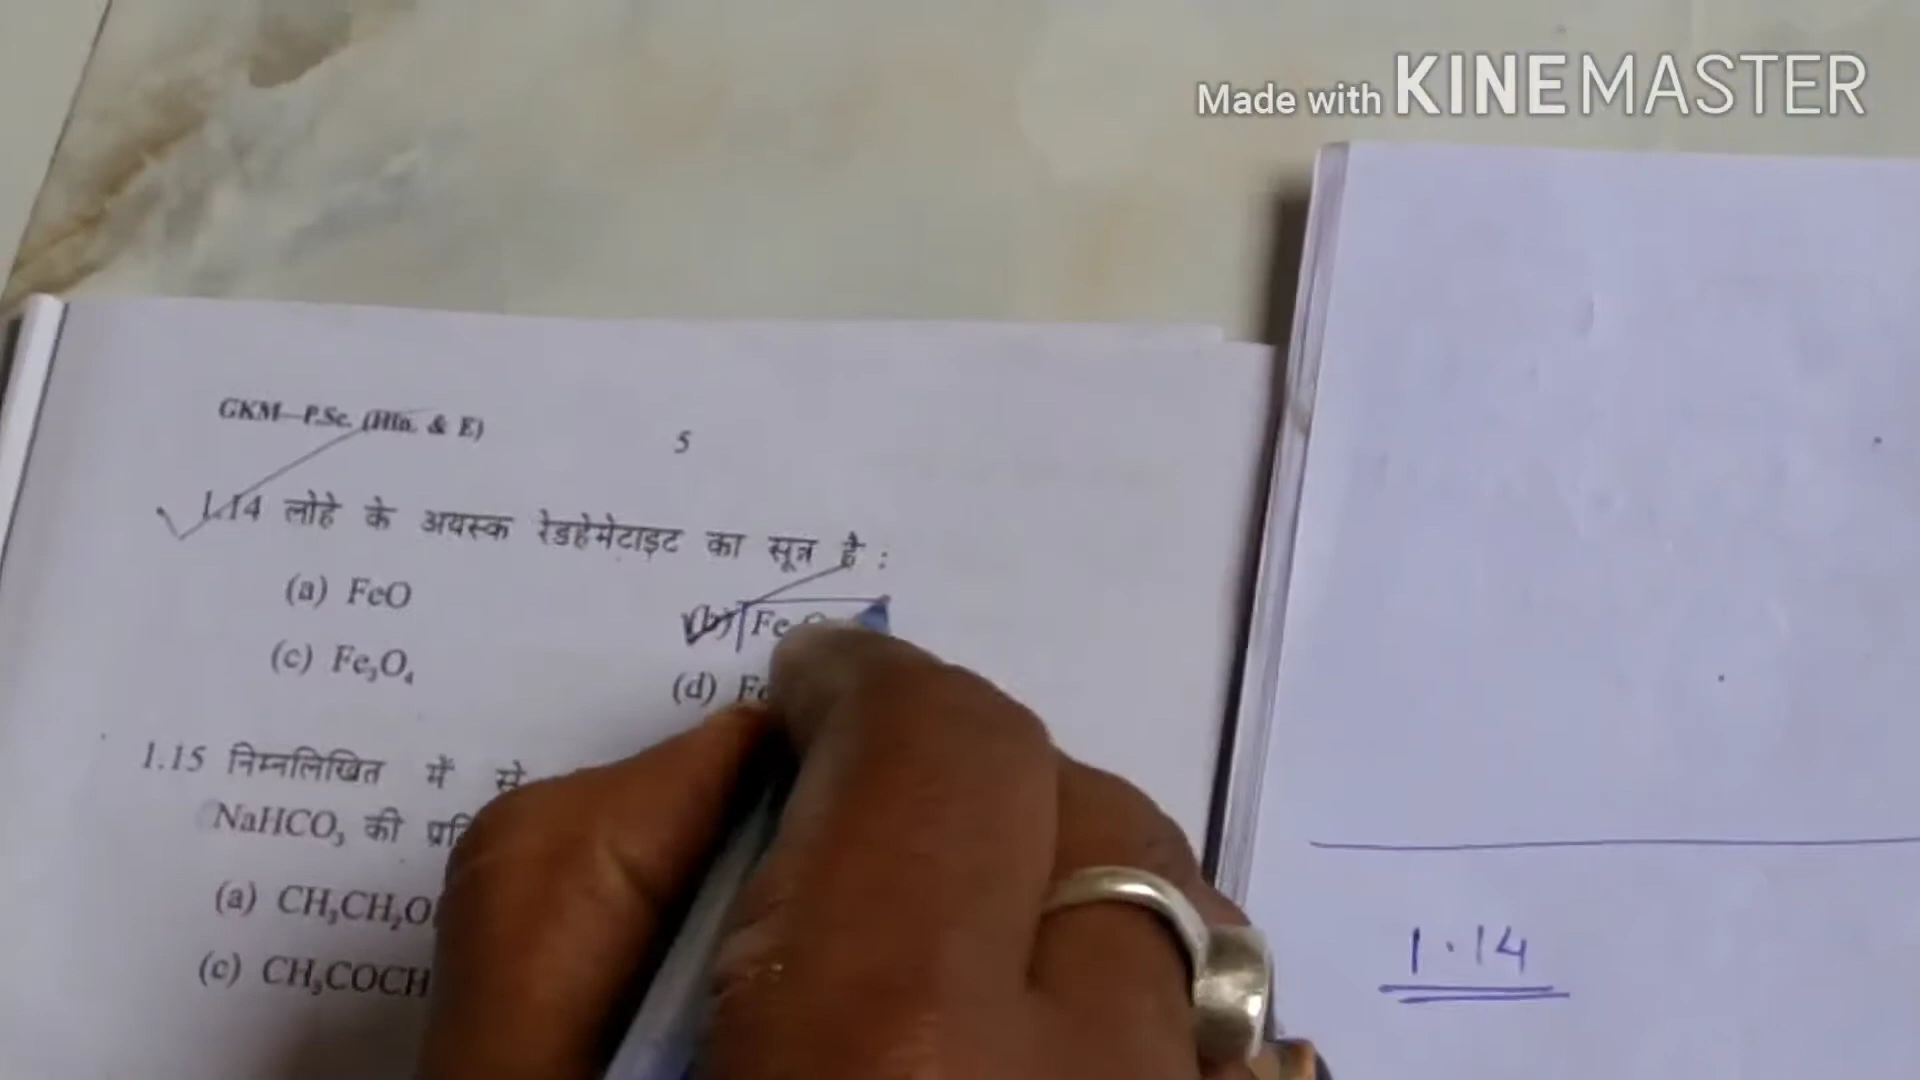 Made with KINEMASTER
GKM—P.Sc. (Hin. & E)
5
1.14 लोहे के अयस्क रेडहेमेटाइट का सूत्र है :
(a) FeO
(b)
(c) Fe₃O₄
(d)
1.15 निम्नलिखित में से
NaHCO₃ की
(a) CH₃CH₂O
(c) CH₃COCH
1.14